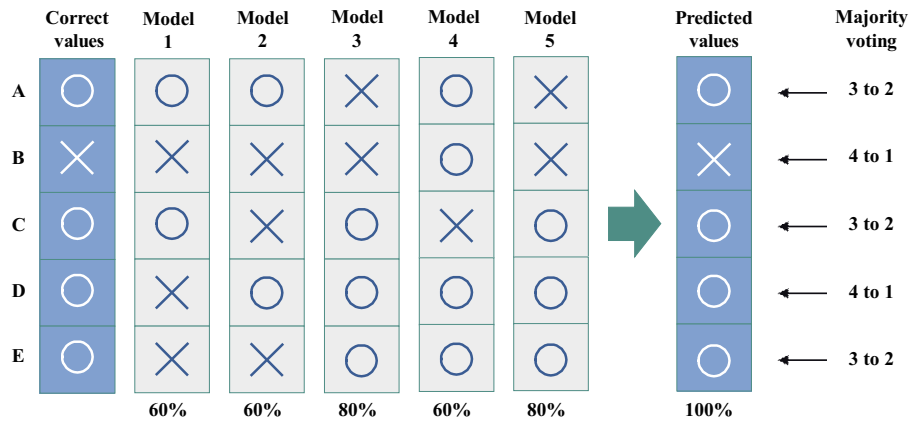 Correct values
Model 1
Model 2
Model 3
Model 4
Model 5
Predicted values
Majority voting
A
3 to 2
B
4 to 1
C
3 to 2
D
4 to 1
E
3 to 2
60%
60%
80%
60%
80%
100%